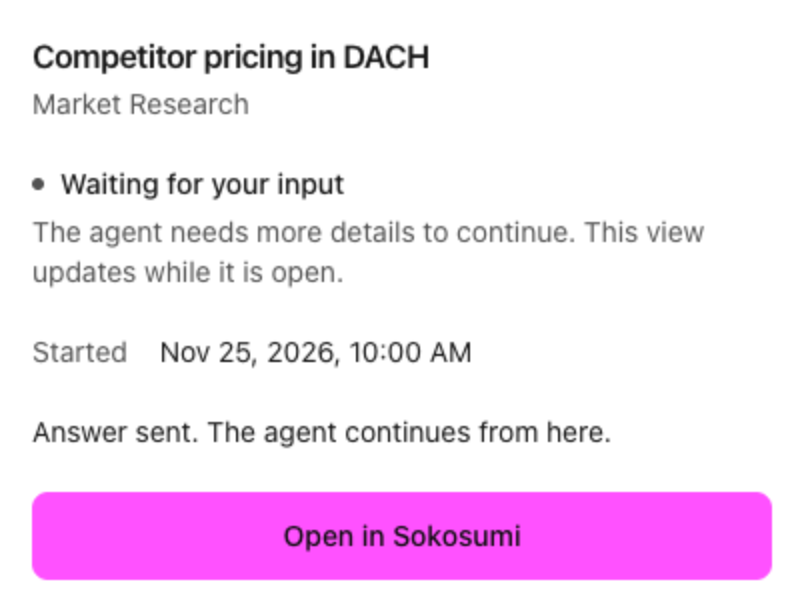 Competitor pricing in DACH
Market Research
Waiting for your input
The agent needs more details to continue. This view
updates while it is open.
Started Nov 25, 2026, 10:00 AM
Answer sent. The agent continues from here.
Open in Sokosumi